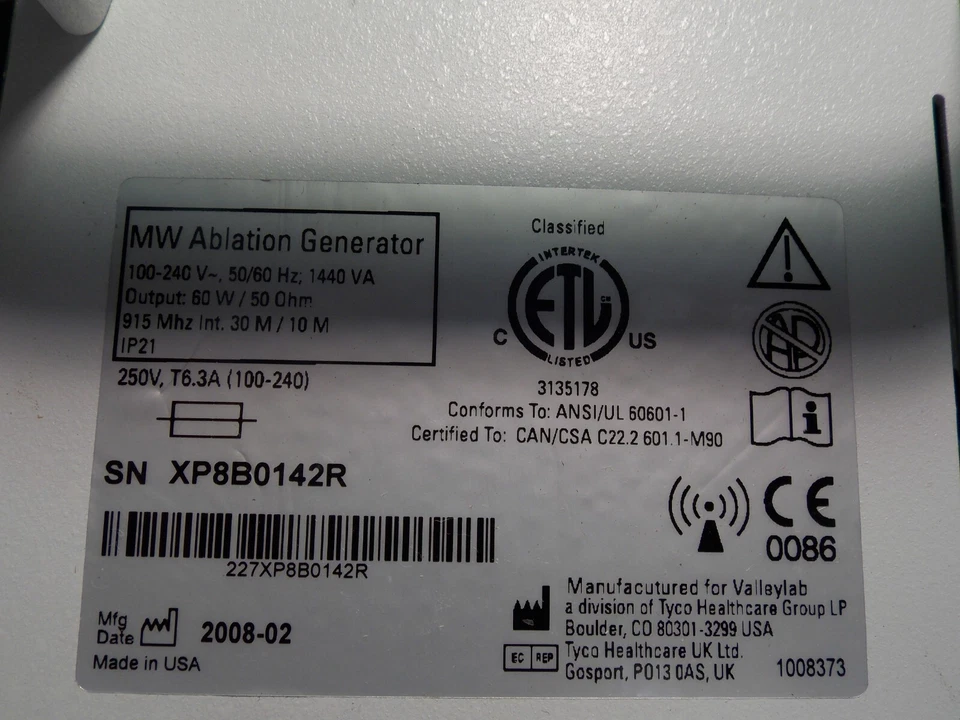 MW Ablation Generator
100-240 V~, 50/60 Hz; 1440 VA
Output: 60 W / 50 Ohm
915 Mhz Int. 30 M / 10 M
IP21
250V, T6.3A (100-240)
SN XP8B0142R
227XP8B0142R
Mfg
Date 2008-02
Made in USA
Classified
INTERTEK
ETL CM
C US
LISTED
3135178
Conforms To: ANSI/UL 60601-1
Certified To: CAN/CSA C22.2 601.1-M90
AP
AP
i
CE
0086
Manufacutured for Valleylab
a division of Tyco Healthcare Group LP
Boulder, CO 80301-3299 USA
EC REP Tyco Healthcare UK Ltd.
Gosport, PO13 0AS, UK
1008373